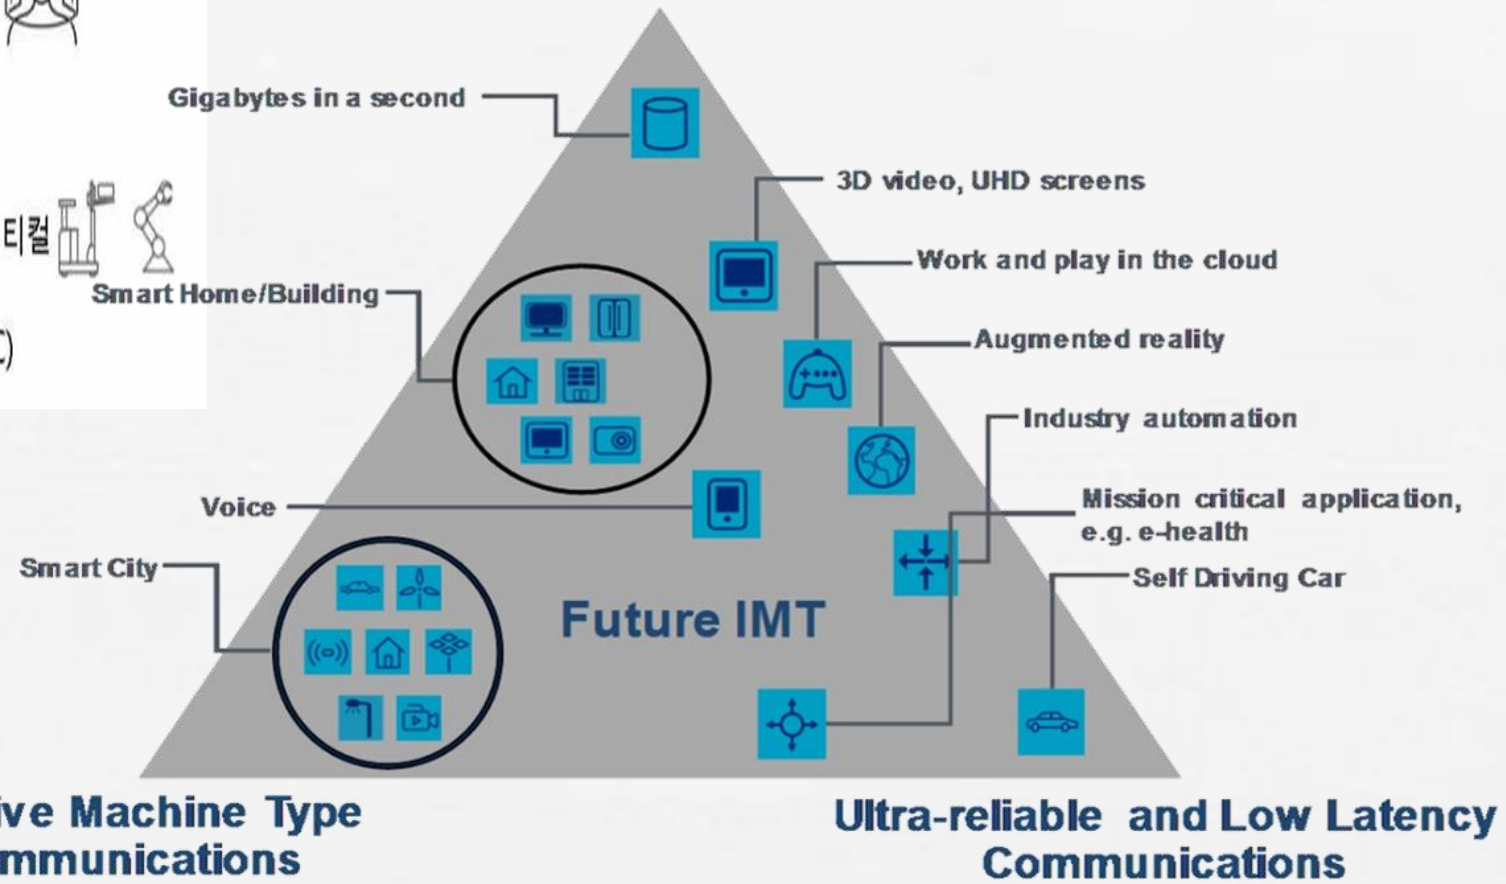 Gigabytes in a second
3D video, UHD screens
티컬
Work and play in the cloud
Smart Home/Building
Augmented reality
C)
Industry automation
Voice
Mission critical application,
e.g. e-health
Smart City
Self Driving Car
Future IMT
ive Machine Type
mmunications
Ultra-reliable and Low Latency
Communications